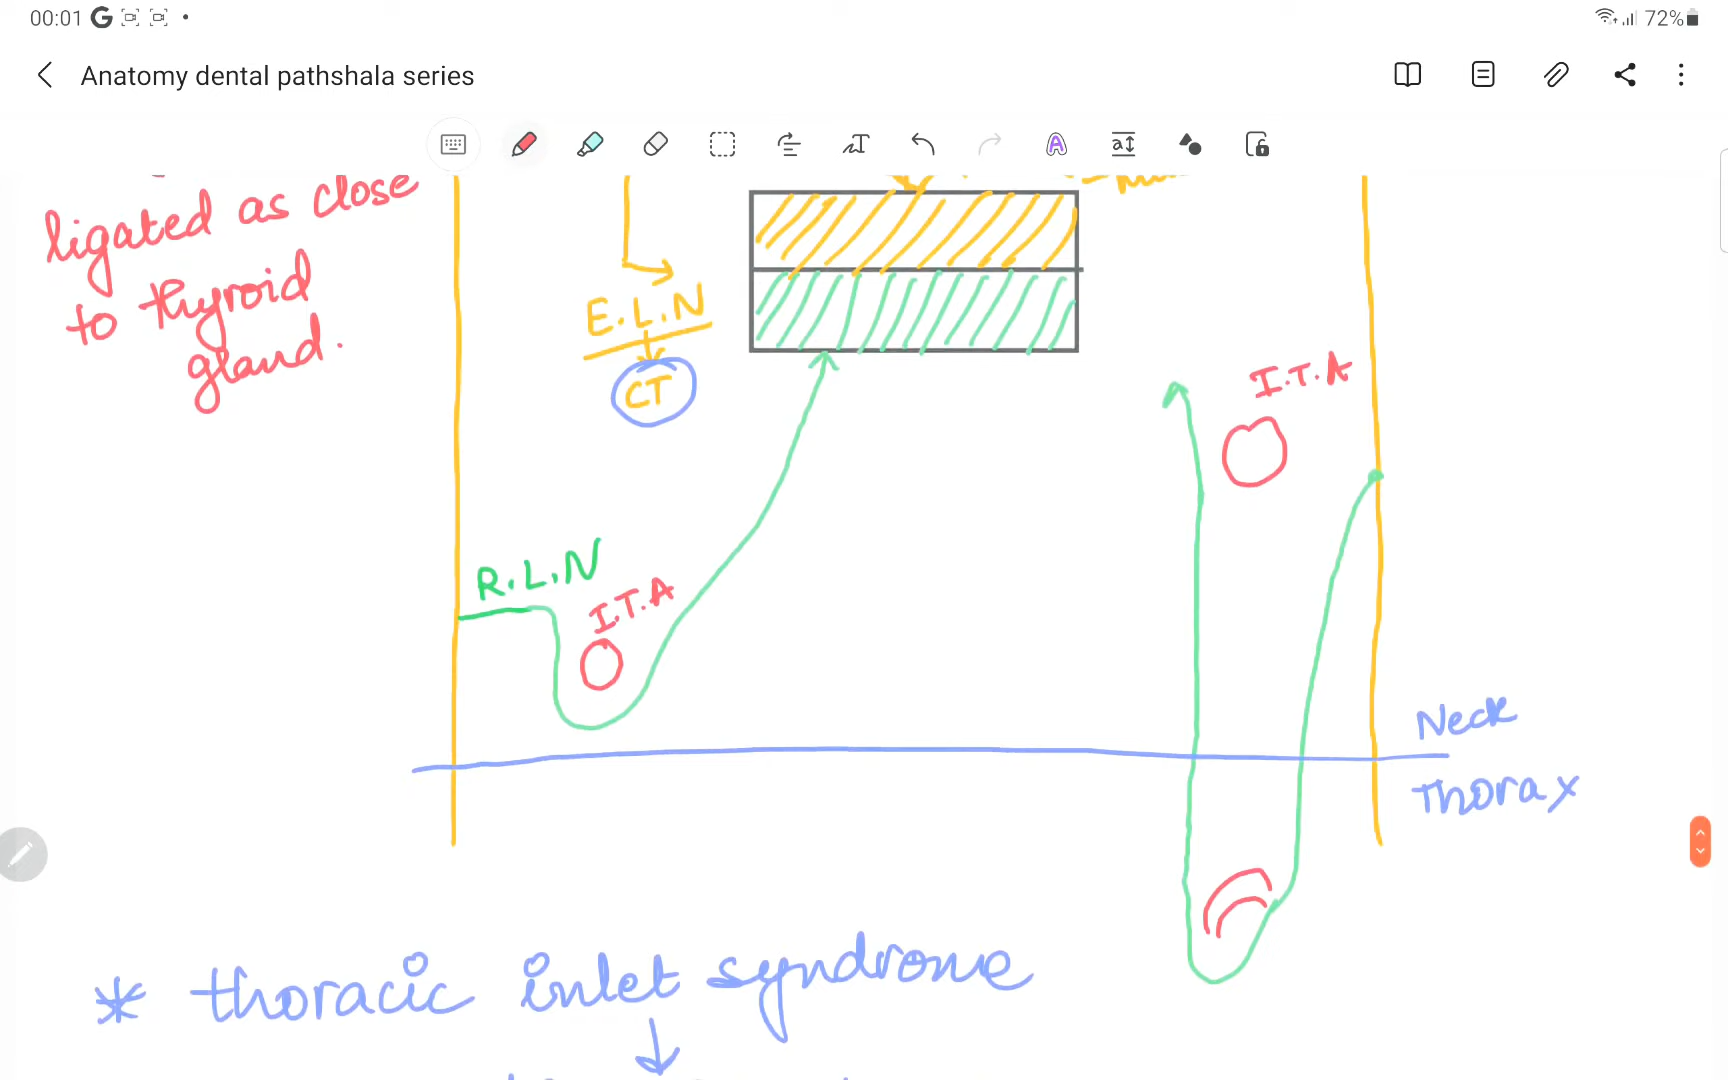 00:01 G 72%
Anatomy dental pathshala series
ligated as close
to thyroid
gland.
E.L.N
CT
I.T.A
R.L.N
I.T.A
Neck
Thorax
* thoracic inlet syndrome